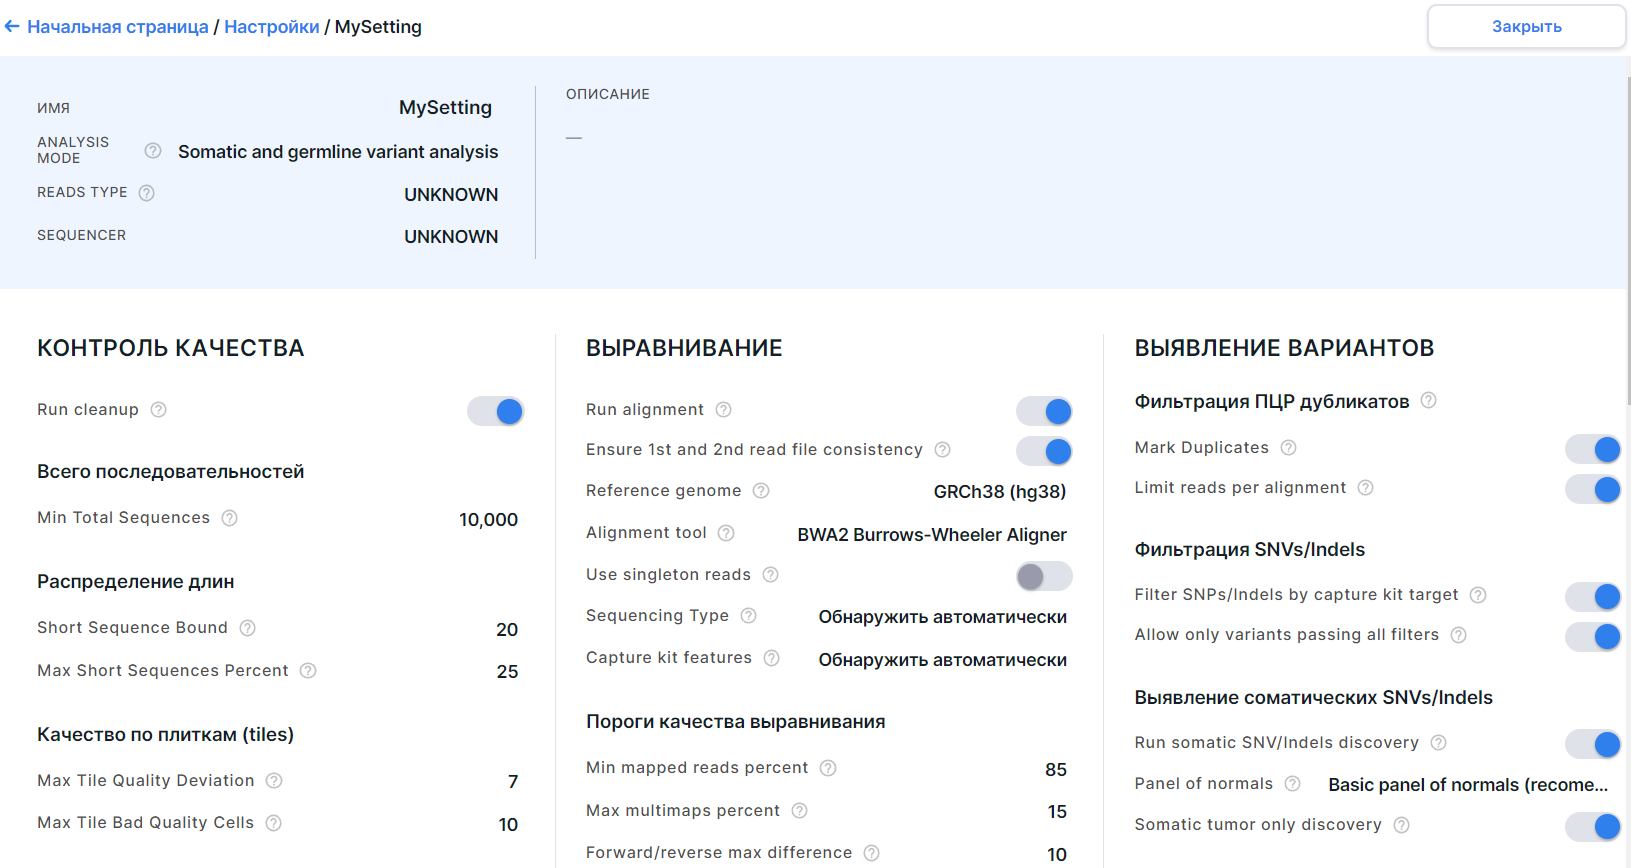 ← Начальная страница / Настройки / MySetting
Закрыть
ИМЯ MySetting
ANALYSIS MODE Somatic and germline variant analysis
READS TYPE UNKNOWN
SEQUENCER UNKNOWN
ОПИСАНИЕ
—
КОНТРОЛЬ КАЧЕСТВА
Run cleanup
Всего последовательностей
Min Total Sequences 10,000
Распределение длин
Short Sequence Bound 20
Max Short Sequences Percent 25
Качество по плиткам (tiles)
Max Tile Quality Deviation 7
Max Tile Bad Quality Cells 10
ВЫРАВНИВАНИЕ
Run alignment
Ensure 1st and 2nd read file consistency
Reference genome GRCh38 (hg38)
Alignment tool BWA2 Burrows-Wheeler Aligner
Use singleton reads
Sequencing Type Обнаружить автоматически
Capture kit features Обнаружить автоматически
Пороги качества выравнивания
Min mapped reads percent 85
Max multimaps percent 15
Forward/reverse max difference 10
ВЫЯВЛЕНИЕ ВАРИАНТОВ
Фильтрация ПЦР дубликатов
Mark Duplicates
Limit reads per alignment
Фильтрация SNVs/Indels
Filter SNPs/Indels by capture kit target
Allow only variants passing all filters
Выявление соматических SNVs/Indels
Run somatic SNV/Indels discovery
Panel of normals Basic panel of normals (recome...
Somatic tumor only discovery